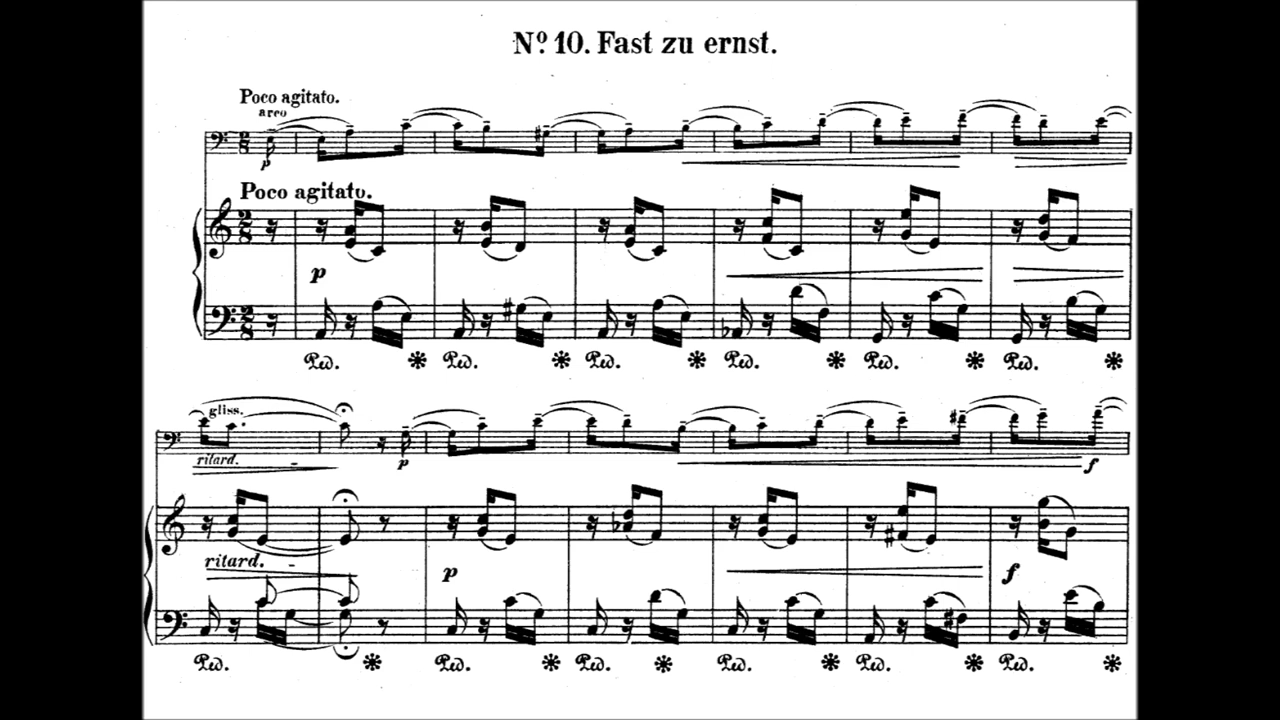 Nº 10. Fast zu ernst.
Poco agitato.
arco
p
Poco agitato.
p
Ped. Ped. Ped. Ped. Ped. Ped.
gliss.
ritard. -
p
f
ritard. -
p
f
Ped. Ped. Ped. Ped. Ped. Ped.